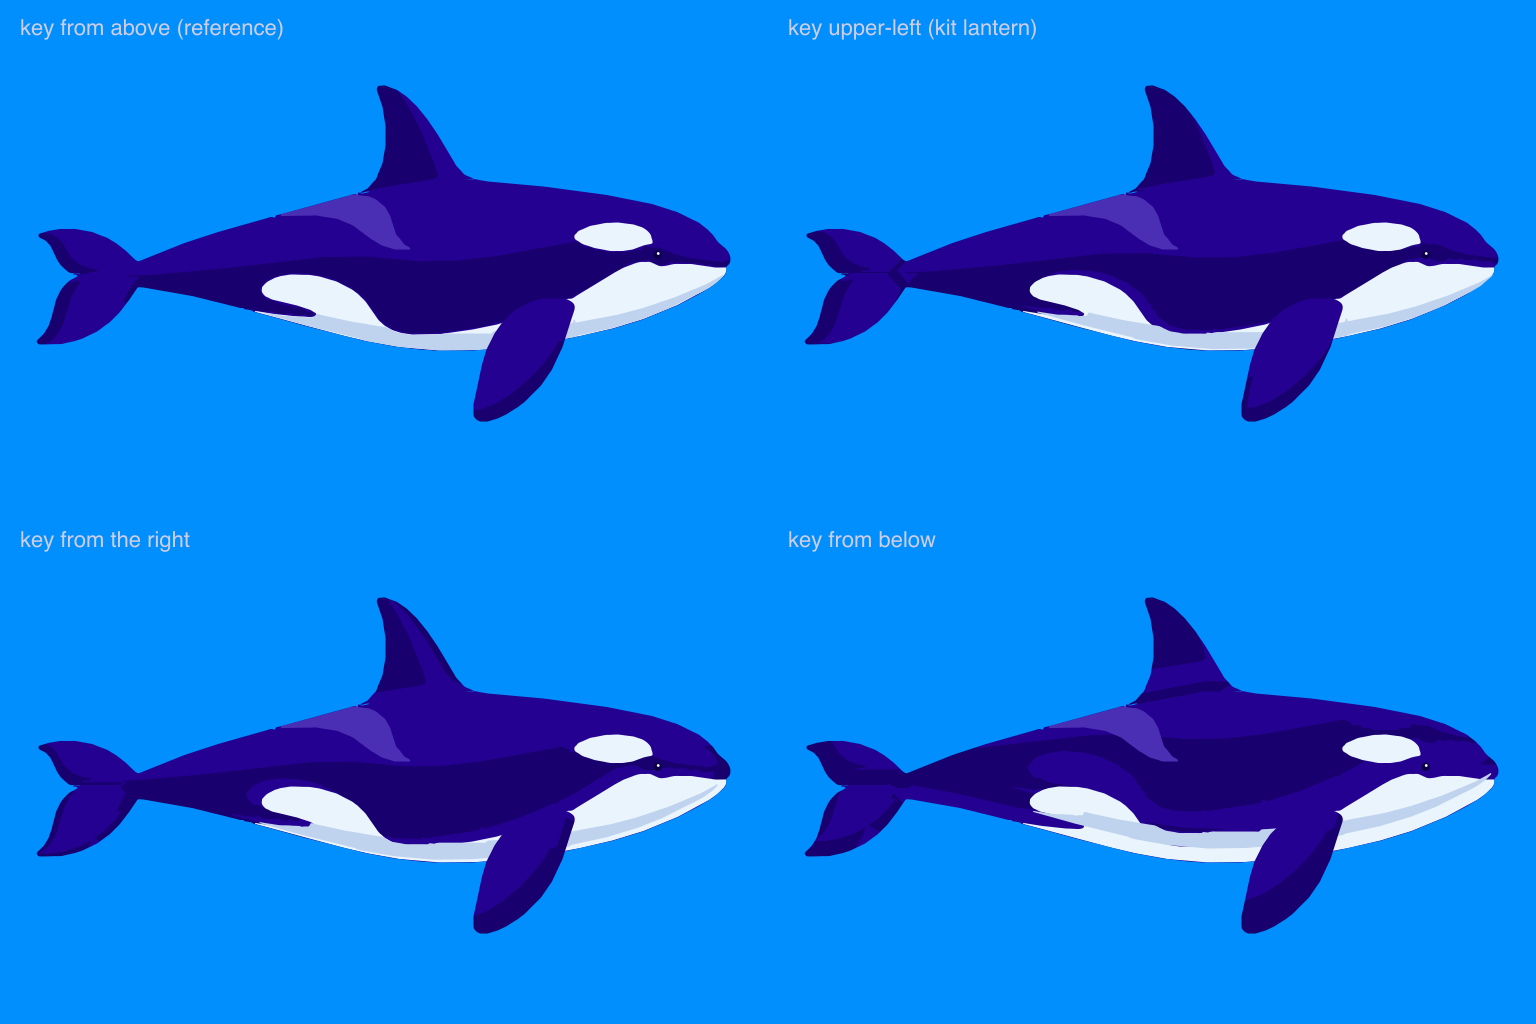 key from above (reference)
key upper-left (kit lantern)
key from the right
key from below